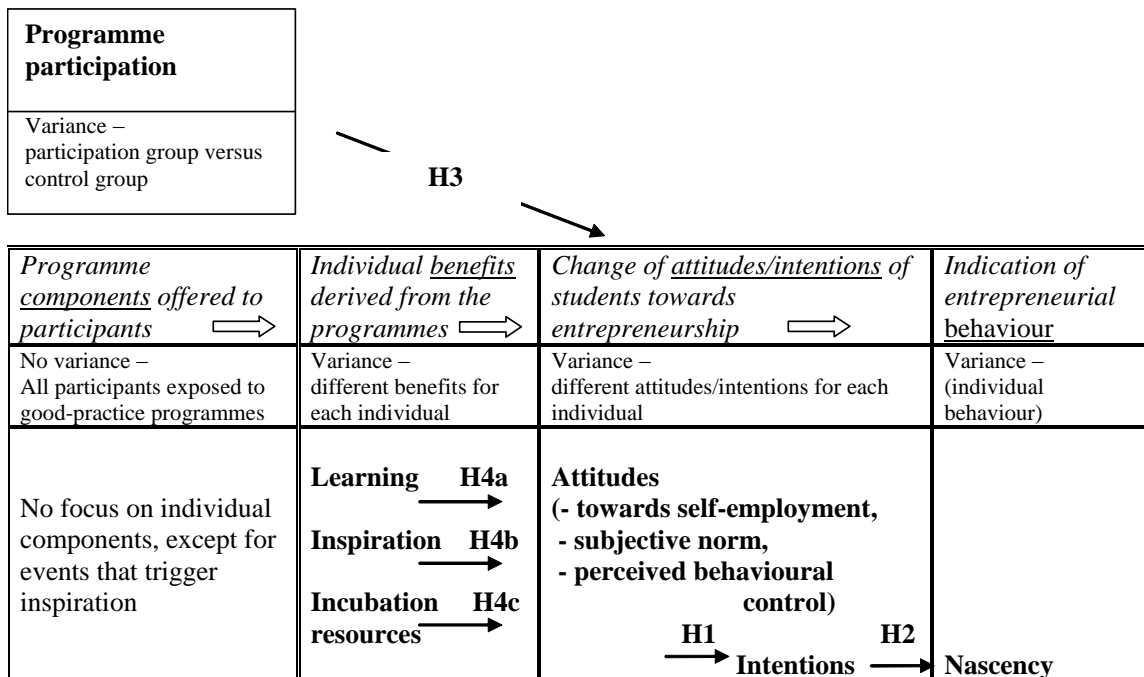 Programme
participation
Variance –
participation group versus
control group
H3
Programme
components offered to
participants
Individual benefits
derived from the
programmes
Change of attitudes/intentions of
students towards
entrepreneurship
Indication of
entrepreneurial
behaviour
No variance –
All participants exposed to
good-practice programmes
Variance –
different benefits for
each individual
Variance –
different attitudes/intentions for each
individual
Variance –
(individual
behaviour)
No focus on individual
components, except for
events that trigger
inspiration
Learning H4a
Inspiration H4b
Incubation H4c
resources
Attitudes
(- towards self-employment,
- subjective norm,
- perceived behavioural
control)
H1 H2
Intentions
Nascency